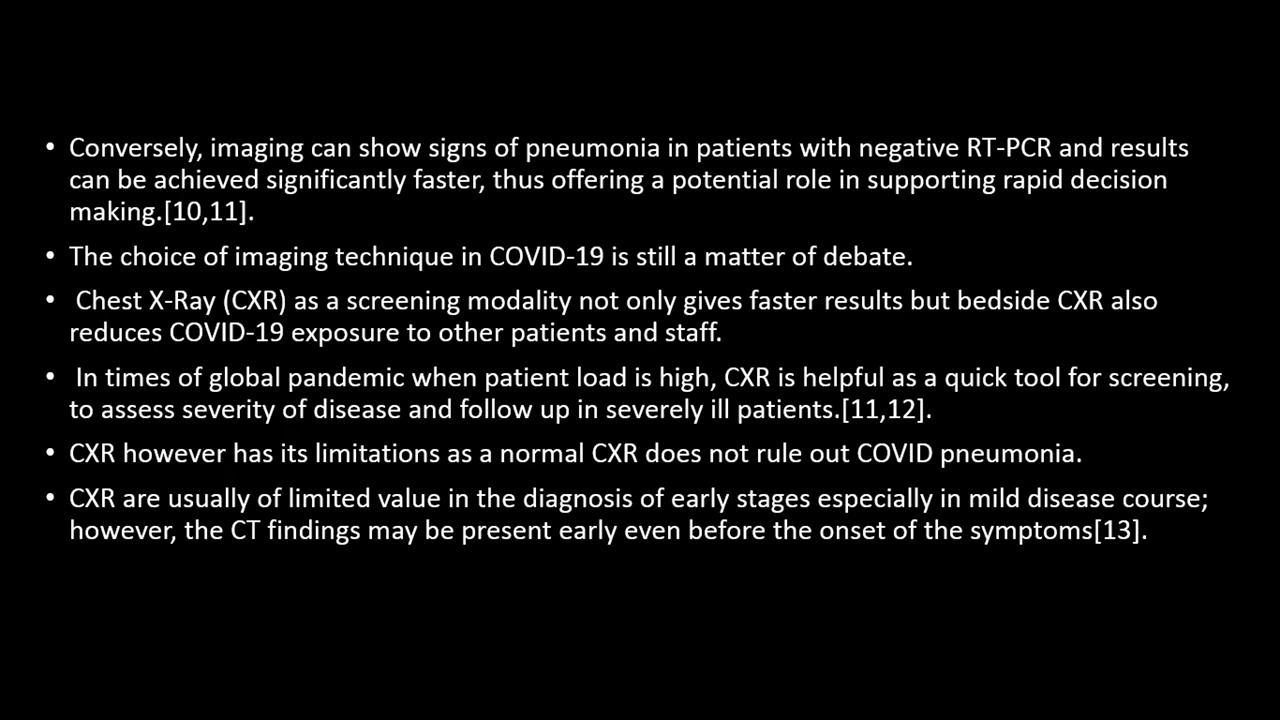 • Conversely, imaging can show signs of pneumonia in patients with negative RT-PCR and results
can be achieved significantly faster, thus offering a potential role in supporting rapid decision
making.[10,11].
• The choice of imaging technique in COVID-19 is still a matter of debate.
• Chest X-Ray (CXR) as a screening modality not only gives faster results but bedside CXR also
reduces COVID-19 exposure to other patients and staff.
• In times of global pandemic when patient load is high, CXR is helpful as a quick tool for screening,
to assess severity of disease and follow up in severely ill patients.[11,12].
• CXR however has its limitations as a normal CXR does not rule out COVID pneumonia.
• CXR are usually of limited value in the diagnosis of early stages especially in mild disease course;
however, the CT findings may be present early even before the onset of the symptoms[13].